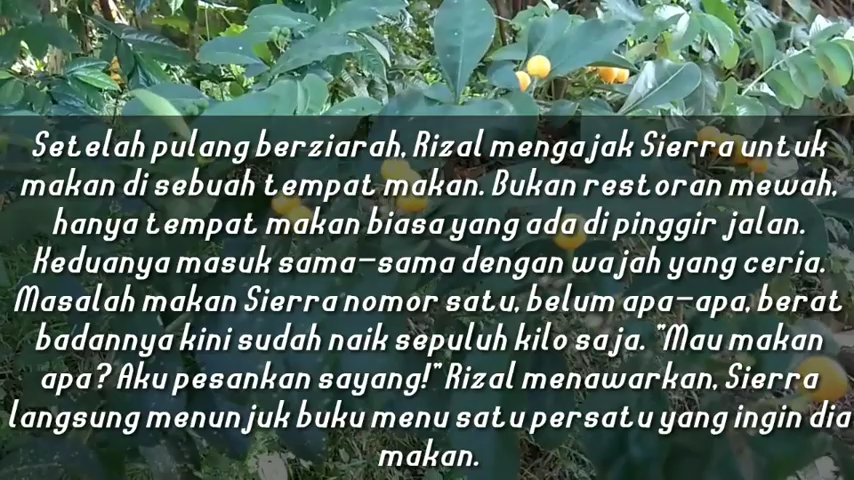 Setelah pulang berziarah, Rizal mengajak Sierra untuk
makan di sebuah tempat makan. Bukan restoran mewah,
hanya tempat makan biasa yang ada di pinggir jalan.
Keduanya masuk sama-sama dengan wajah yang ceria.
Masalah makan Sierra nomor satu, belum apa-apa, berat
badannya kini sudah naik sepuluh kilo saja. "Mau makan
apa? Aku pesankan sayang!" Rizal menawarkan, Sierra
langsung menunjuk buku menu satu persatu yang ingin dia
makan.